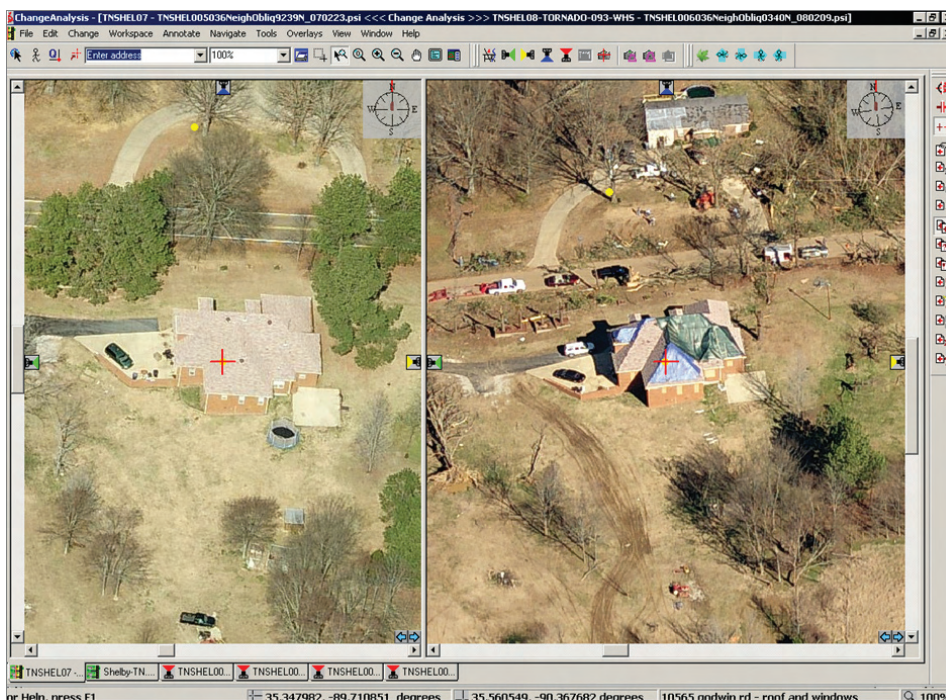 ChangeAnalysis - [TNSHEL07 - TNSHEL005036NeighObliq9239N_070223.psi <<< Change Analysis >>> TNSHEL08-TORNADO-093-WHS - TNSHEL006036NeighObliq0340N_080209.psi]
File Edit Change Workspace Annotate Navigate Tools Overlays View Window Help
Enter address 100%
N W E S
N W E S
TNSHEL07 -... Shelby-TN... TNSHEL00... TNSHEL00... TNSHEL00... TNSHEL00...
or Help, press F1 35.347982, -89.710851, degrees 35.560549, -90.367682 degrees 10565 godwin rd - roof and windows 1009